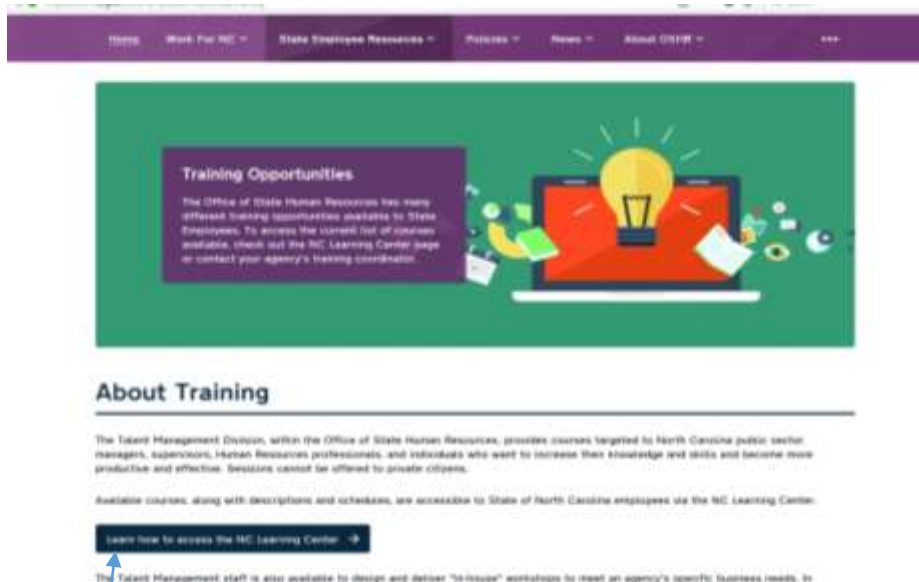 Home Work For NC State Employee Resources Policies News About OSHR
Training Opportunities
The Office of State Human Resources has many
different training opportunities available to State
Employees. To access the current list of courses
available, check out the NC Learning Center page
or contact your agency's training coordinator.
About Training
The Talent Management Division, within the Office of State Human Resources, provides courses targeted to North Carolina public sector
managers, supervisors, Human Resources professionals, and individuals who want to increase their knowledge and skills and become more
productive and effective. Sessions cannot be offered to private citizens.
Available courses, along with descriptions and schedules, are accessible to State of North Carolina employees via the NC Learning Center.
Learn how to access the NC Learning Center →
The Talent Management staff is also available to design and deliver "in-house" workshops to meet an agency's specific business needs. In